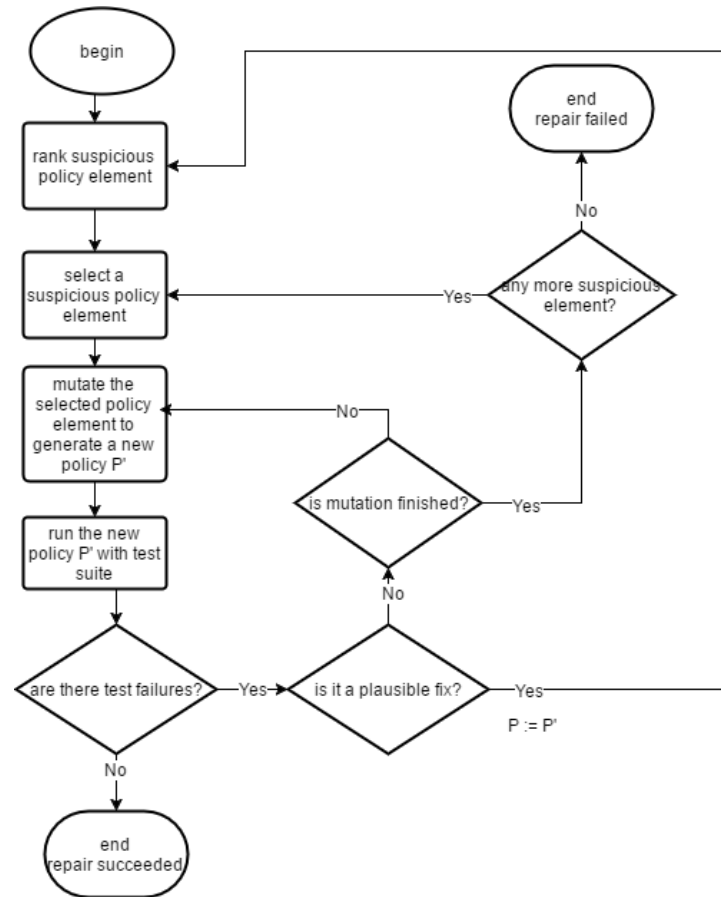 begin
rank suspicious
policy element
end
repair failed
No
select a
suspicious policy
element
Yes
any more suspicious
element?
mutate the
selected policy
element to
generate a new
policy P'
No
is mutation finished?
Yes
run the new
policy P' with test
suite
No
are there test failures?
Yes
is it a plausible fix?
Yes
P := P'
No
end
repair succeeded